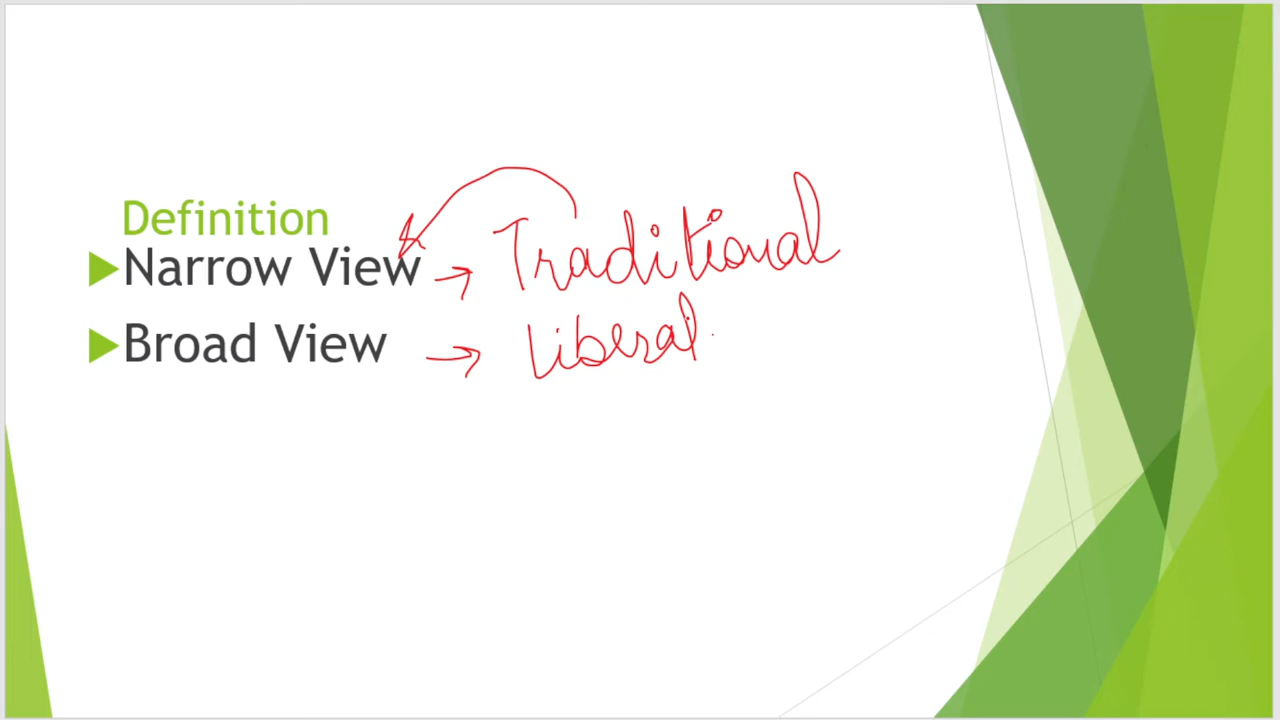 Definition
Narrow View → Traditional
Broad View → Liberal